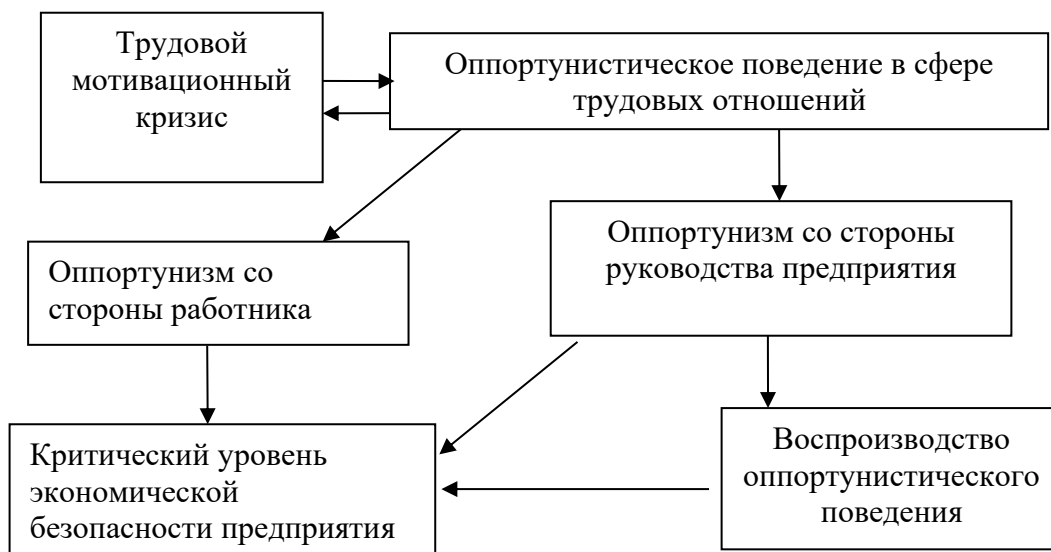 Трудовой
мотивационный
кризис
Оппортунистическое поведение в сфере
трудовых отношений
Оппортунизм со стороны
руководства предприятия
Оппортунизм со
стороны работника
Критический уровень
экономической
безопасности предприятия
Воспроизводство
оппортунистического
поведения